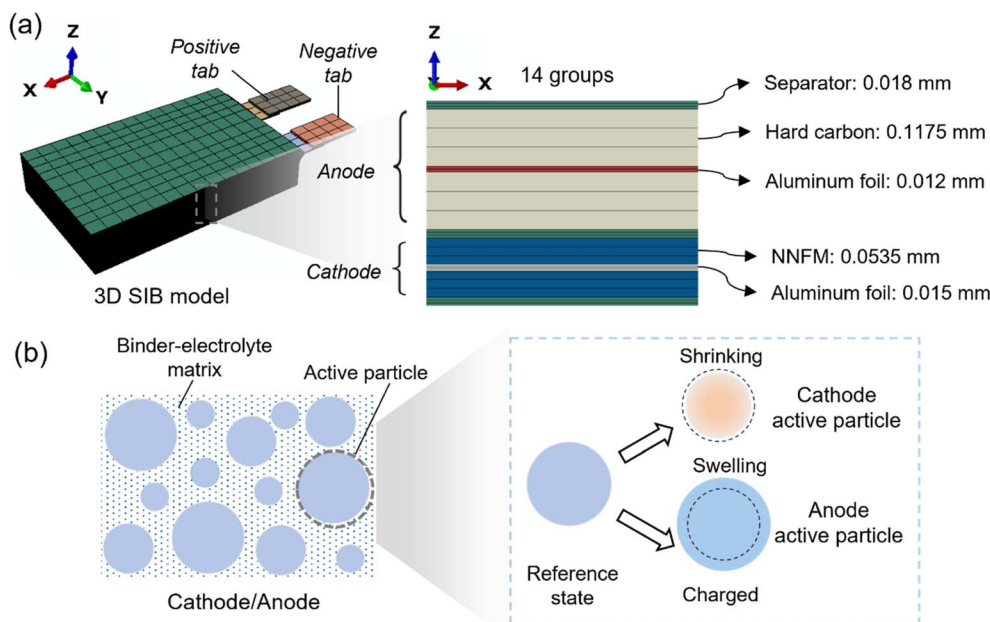 (a)
Z
X
Y
Positive
tab
Negative
tab
3D SIB model
Anode
Cathode
Z
X
14 groups
Separator: 0.018 mm
Hard carbon: 0.1175 mm
Aluminum foil: 0.012 mm
NNFM: 0.0535 mm
Aluminum foil: 0.015 mm
(b)
Binder-electrolyte
matrix
Active particle
Cathode/Anode
Reference
state
Shrinking
Cathode
active particle
Swelling
Anode
active particle
Charged